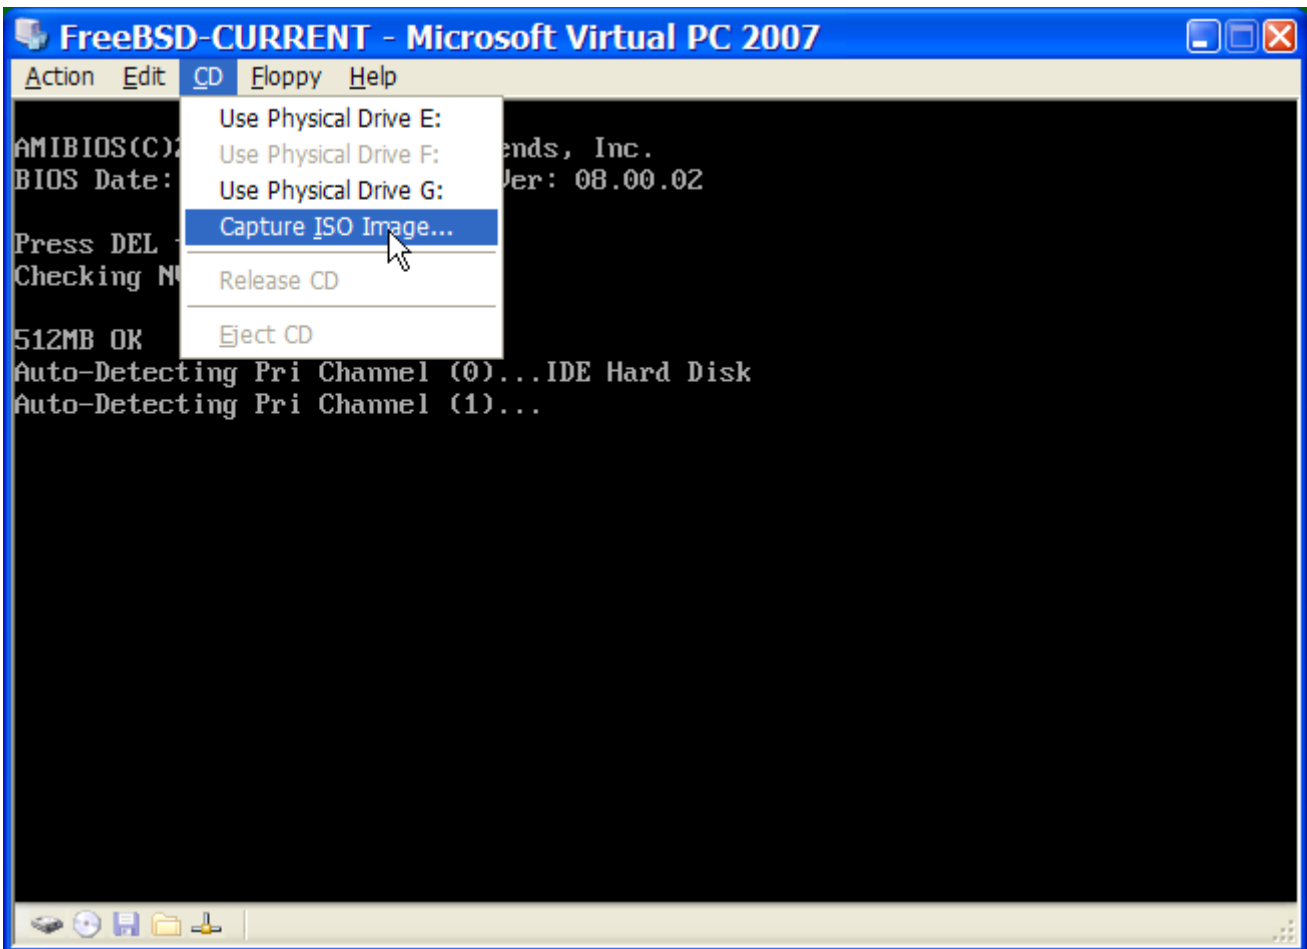 FreeBSD-CURRENT - Microsoft Virtual PC 2007
Action Edit CD Floppy Help
Use Physical Drive E:
Use Physical Drive F:
Use Physical Drive G:
Capture ISO Image...
Release CD
Eject CD
AMIBIOS(C) , Inc.
BIOS Date: Ver: 08.00.02
Press DEL
Checking
512MB OK
Auto-Detecting Pri Channel (0)...IDE Hard Disk
Auto-Detecting Pri Channel (1)...